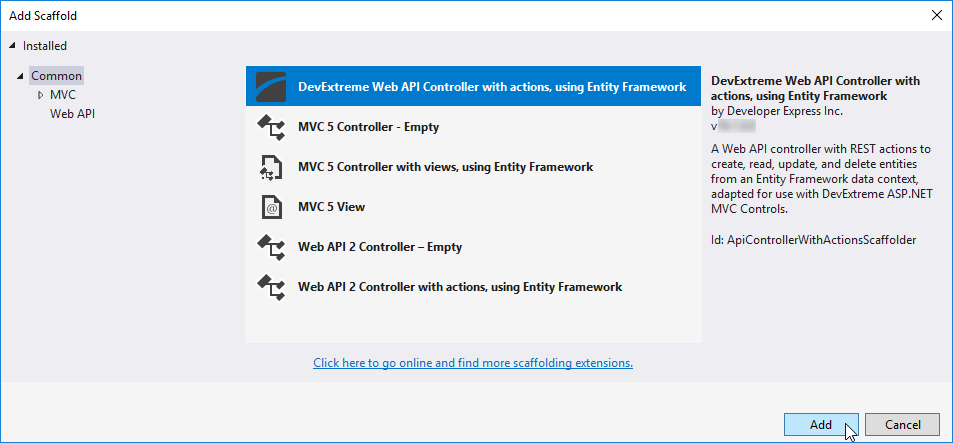 Add Scaffold
Installed
Common
MVC
Web API
DevExtreme Web API Controller with actions, using Entity Framework
MVC 5 Controller - Empty
MVC 5 Controller with views, using Entity Framework
MVC 5 View
Web API 2 Controller – Empty
Web API 2 Controller with actions, using Entity Framework
Click here to go online and find more scaffolding extensions.
DevExtreme Web API Controller with
actions, using Entity Framework
by Developer Express Inc.
v
A Web API controller with REST actions to
create, read, update, and delete entities
from an Entity Framework data context,
adapted for use with DevExtreme ASP.NET
MVC Controls.
Id: ApiControllerWithActionsScaffolder
Add
Cancel